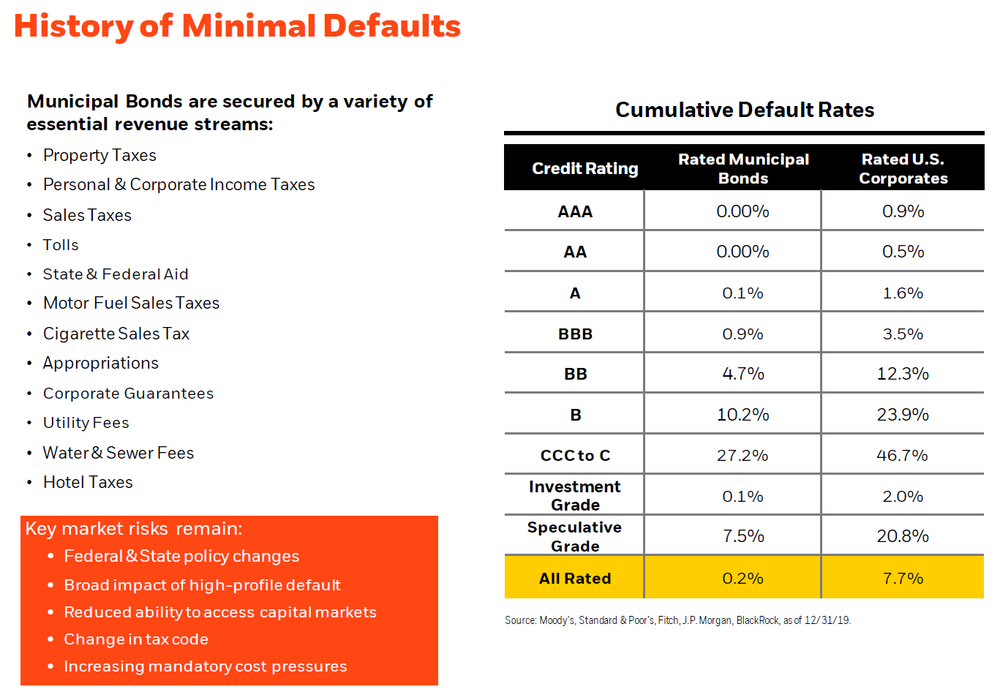 History of Minimal Defaults
Municipal Bonds are secured by a variety of
essential revenue streams:
• Property Taxes
• Personal & Corporate Income Taxes
• Sales Taxes
• Tolls
• State & Federal Aid
• Motor Fuel Sales Taxes
• Cigarette Sales Tax
• Appropriations
• Corporate Guarantees
• Utility Fees
• Water & Sewer Fees
• Hotel Taxes
Key market risks remain:
• Federal & State policy changes
• Broad impact of high-profile default
• Reduced ability to access capital markets
• Change in tax code
• Increasing mandatory cost pressures
Cumulative Default Rates
Credit Rating Rated Municipal Bonds Rated U.S. Corporates
AAA 0.00% 0.9%
AA 0.00% 0.5%
A 0.1% 1.6%
BBB 0.9% 3.5%
BB 4.7% 12.3%
B 10.2% 23.9%
CCC to C 27.2% 46.7%
Investment Grade 0.1% 2.0%
Speculative Grade 7.5% 20.8%
All Rated 0.2% 7.7%
Source: Moody's, Standard & Poor's, Fitch, J.P. Morgan, BlackRock, as of 12/31/19.